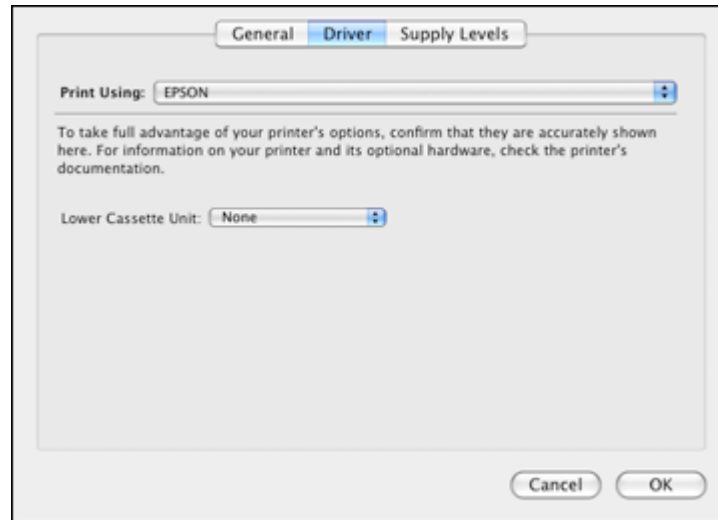 General Driver Supply Levels
Print Using: EPSON
To take full advantage of your printer's options, confirm that they are accurately shown
here. For information on your printer and its optional hardware, check the printer's
documentation.
Lower Cassette Unit: None
Cancel OK